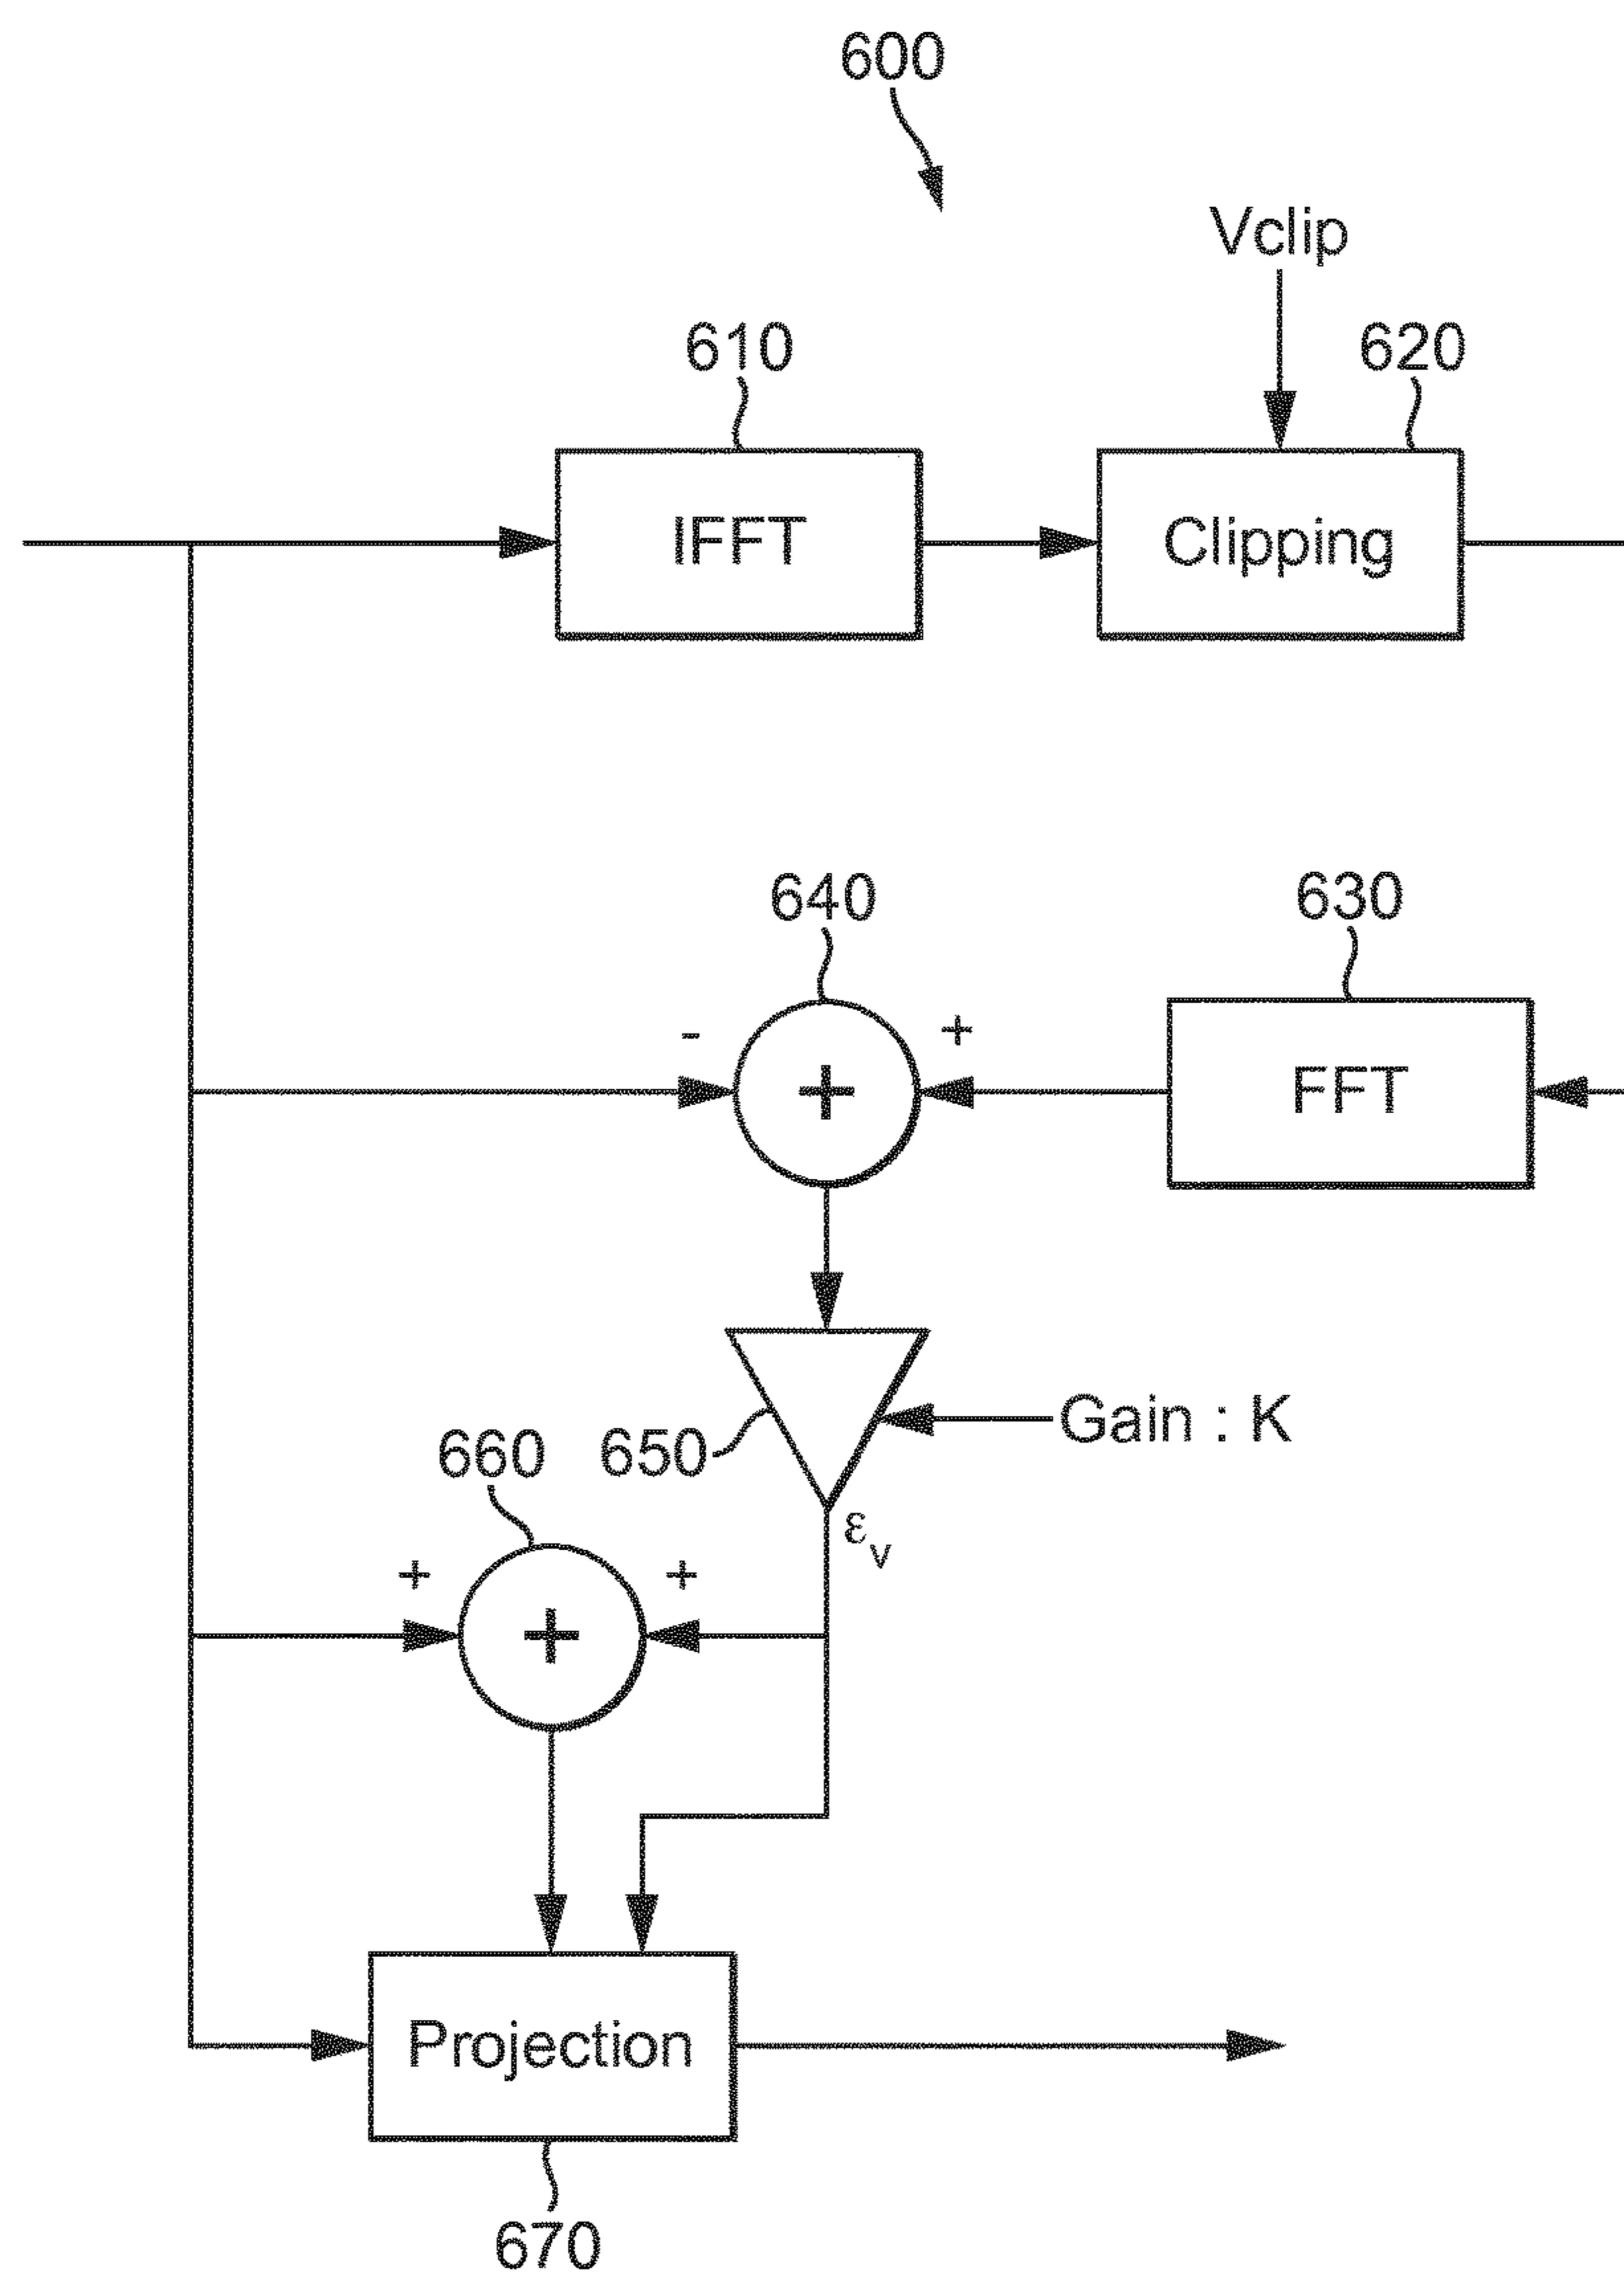 600
Vclip
610
620
IFFT
Clipping
640
630
- +
+
FFT
Gain : K
660
650
εv
+ +
+
Projection
670